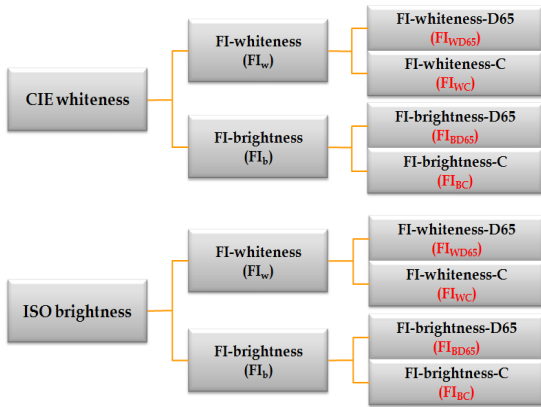 CIE whiteness
FI-whiteness
(FIw)
FI-whiteness-D65
(FIWD65)
FI-whiteness-C
(FIWC)
FI-brightness
(FIb)
FI-brightness-D65
(FIBD65)
FI-brightness-C
(FIBC)
ISO brightness
FI-whiteness
(FIw)
FI-whiteness-D65
(FIWD65)
FI-whiteness-C
(FIWC)
FI-brightness
(FIb)
FI-brightness-D65
(FIBD65)
FI-brightness-C
(FIBC)